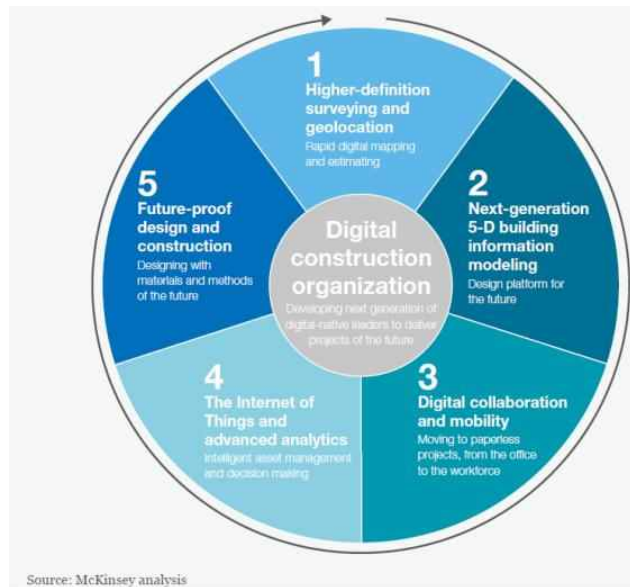 1
Higher-definition
surveying and
geolocation
Rapid digital mapping
and estimating
2
Next-generation
5-D building
information
modeling
Design platform for
the future
3
Digital collaboration
and mobility
Moving to paperless
projects, from the office
to the workforce
4
The Internet of
Things and
advanced analytics
Intelligent asset management
and decision making
5
Future-proof
design and
construction
Designing with
materials and methods
of the future
Digital
construction
organization
Developing next generation of
digital-native leaders to deliver
projects of the future
Source: McKinsey analysis